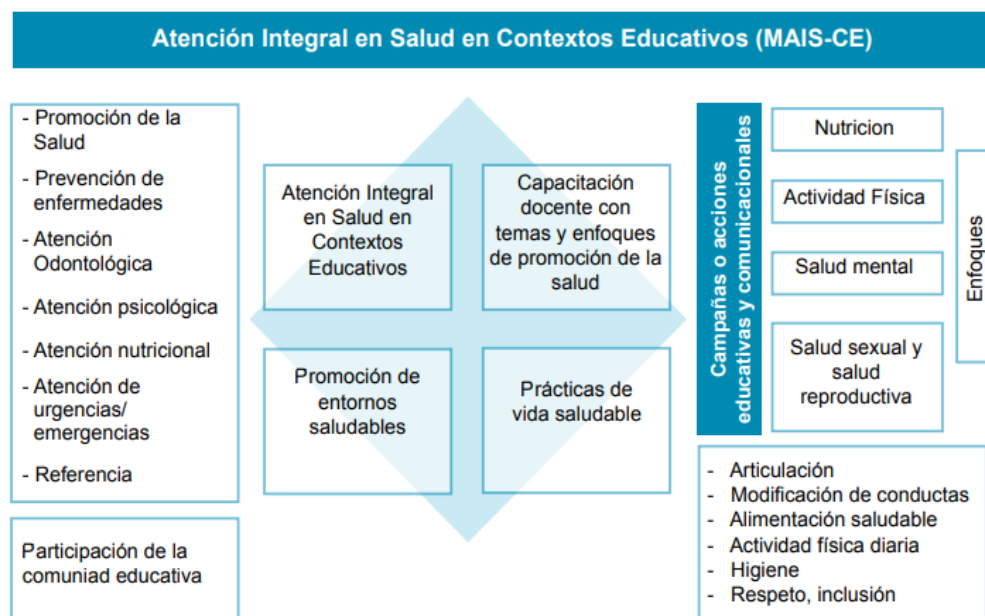 Atención Integral en Salud en Contextos Educativos (MAIS-CE)
- Promoción de la
Salud
- Prevención de
enfermedades
- Atención
Odontológica
- Atención psicológica
- Atención nutricional
- Atención de
urgencias/
emergencias
- Referencia
Participación de la
comuniad educativa
Atención Integral
en Salud en
Contextos
Educativos
Capacitación
docente con
temas y enfoques
de promoción de la
salud
Promoción de
entornos
saludables
Prácticas de
vida saludable
Campañas o acciones
educativas y comunicacionales
Nutricion
Actividad Física
Salud mental
Salud sexual y
salud
reproductiva
Enfoques
- Articulación
- Modificación de conductas
- Alimentación saludable
- Actividad física diaria
- Higiene
- Respeto, inclusión